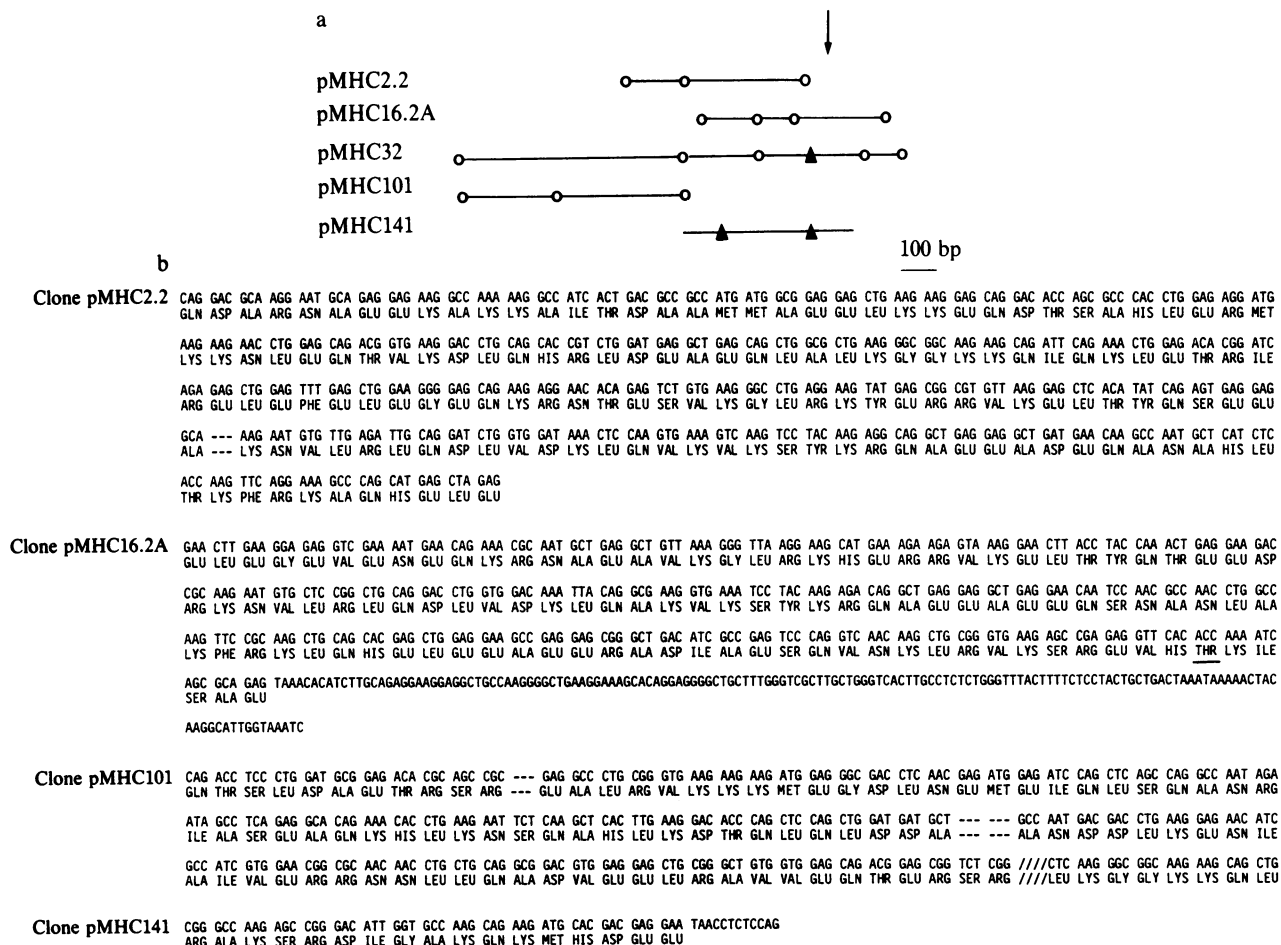 a
pMHC2.2
pMHC16.2A
pMHC32
pMHC101
pMHC141
100 bp
b
Clone pMHC2.2 CAG GAC GCA AGG AAT GCA GAG GAG AAG GCC AAA AAG GCC ATC ACT GAC GCC GCC ATG ATG GCG GAG GAG CTG AAG AAG GAG CAG GAC ACC AGC GCC CAC CTG GAG AGG ATG
GLN ASP ALA ARG ASN ALA GLU GLU LYS ALA LYS LYS ALA ILE THR ASP ALA ALA MET MET ALA GLU GLU LEU LYS LYS GLU GLN ASP THR SER ALA HIS LEU GLU ARG MET
AAG AAG AAC CTG GAG CAG ACG GTG AAG GAC CTG CAG CAC CGT CTG GAT GAG GCT GAG CAG CTG GCG CTG AAG GGC GGC AAG AAG CAG ATT CAG AAA CTG GAG ACA CGG ATC
LYS LYS ASN LEU GLU GLN THR VAL LYS ASP LEU GLN HIS ARG LEU ASP GLU ALA GLU GLN LEU ALA LEU LYS GLY GLY LYS LYS GLN ILE GLN LYS LEU GLU THR ARG ILE
AGA GAG CTG GAG TTT GAG CTG GAA GGG GAG CAG AAG AGG AAC ACA GAG TCT GTG AAG GGC CTG AGG AAG TAT GAG CGG CGT GTT AAG GAG CTC ACA TAT CAG AGT GAG GAG
ARG GLU LEU GLU PHE GLU LEU GLU GLY GLU GLN LYS ARG ASN THR GLU SER VAL LYS GLY LEU ARG LYS TYR GLU ARG ARG VAL LYS GLU LEU THR TYR GLN SER GLU GLU
GCA --- AAG AAT GTG TTG AGA TTG CAG GAT CTG GTG GAT AAA CTC CAA GTG AAA GTC AAG TCC TAC AAG AGG CAG GCT GAG GAG GCT GAT GAA CAA GCC AAT GCT CAT CTC
ALA --- LYS ASN VAL LEU ARG LEU GLN ASP LEU VAL ASP LYS LEU GLN VAL LYS VAL LYS SER TYR LYS ARG GLN ALA GLU GLU ALA ASP GLU GLN ALA ASN ALA HIS LEU
ACC AAG TTC AGG AAA GCC CAG CAT GAG CTA GAG
THR LYS PHE ARG LYS ALA GLN HIS GLU LEU GLU
Clone pMHC16.2A GAA CTT GAA GGA GAG GTC GAA AAT GAA CAG AAA CGC AAT GCT GAG GCT GTT AAA GGG TTA AGG AAG CAT GAA AGA AGA GTA AAG GAA CTT ACC TAC CAA ACT GAG GAA GAC
GLU LEU GLU GLY GLU VAL GLU ASN GLU GLN LYS ARG ASN ALA GLU ALA VAL LYS GLY LEU ARG LYS HIS GLU ARG ARG VAL LYS GLU LEU THR TYR GLN THR GLU GLU ASP
CGC AAG AAT GTG CTC CGG CTG CAG GAC CTG GTG GAC AAA TTA CAG GCG AAG GTG AAA TCC TAC AAG AGA CAG GCT GAG GAG GCT GAG GAA CAA TCC AAC GCC AAC CTG GCC
ARG LYS ASN VAL LEU ARG LEU GLN ASP LEU VAL ASP LYS LEU GLN ALA LYS VAL LYS SER TYR LYS ARG GLN ALA GLU GLU ALA GLU GLU GLN SER ASN ALA ASN LEU ALA
AAG TTC CGC AAG CTG CAG CAC GAG CTG GAG GAA GCC GAG GAG CGG GCT GAC ATC GCC GAG TCC CAG GTC AAC AAG CTG CGG GTG AAG AGC CGA GAG GTT CAC ACC AAA ATC
LYS PHE ARG LYS LEU GLN HIS GLU LEU GLU GLU ALA GLU GLU ARG ALA ASP ILE ALA GLU SER GLN VAL ASN LYS LEU ARG VAL LYS SER ARG GLU VAL HIS THR LYS ILE
AGC GCA GAG TAAACACATCTTGCAGAGGAAGGAGGCTGCCAAGGGGCTGAAGGAAAGCACAGGAGGGGCTGCTTTGGGTCGCTTGCTGGGTCACTTGCCTCTCTGGGTTTACTTTTCTCCTACTGCTGACTAAATAAAAACTAC
SER ALA GLU
AAGGCATTGGTAAATC
Clone pMHC101 CAG ACC TCC CTG GAT GCG GAG ACA CGC AGC CGC --- GAG GCC CTG CGG GTG AAG AAG AAG ATG GAG GGC GAC CTC AAC GAG ATG GAG ATC CAG CTC AGC CAG GCC AAT AGA
GLN THR SER LEU ASP ALA GLU THR ARG SER ARG --- GLU ALA LEU ARG VAL LYS LYS LYS MET GLU GLY ASP LEU ASN GLU MET GLU ILE GLN LEU SER GLN ALA ASN ARG
ATA GCC TCA GAG GCA CAG AAA CAC CTG AAG AAT TCT CAA GCT CAC TTG AAG GAC ACC CAG CTC CAG CTG GAT GAT GCT --- --- GCC AAT GAC GAC CTG AAG GAG AAC ATC
ILE ALA SER GLU ALA GLN LYS HIS LEU LYS ASN SER GLN ALA HIS LEU LYS ASP THR GLN LEU GLN LEU ASP ASP ALA --- --- ALA ASN ASP ASP LEU LYS GLU ASN ILE
GCC ATC GTG GAA CGG CGC AAC AAC CTG CTG CAG GCG GAC GTG GAG GAG CTG CGG GCT GTG GTG GAG CAG ACG GAG CGG TCT CGG ////CTC AAG GGC GGC AAG AAG CAG CTG
ALA ILE VAL GLU ARG ARG ASN ASN LEU LEU GLN ALA ASP VAL GLU GLU LEU ARG ALA VAL VAL GLU GLN THR GLU ARG SER ARG ////LEU LYS GLY GLY LYS LYS GLN LEU
Clone pMHC141 CGG GCC AAG AGC CGG GAC ATT GGT GCC AAG CAG AAG ATG CAC GAC GAG GAA TAACCTCTCCAG
ARG ALA LYS SER ARG ASP ILE GLY ALA LYS GLN LYS MET HIS ASP GLU GLU